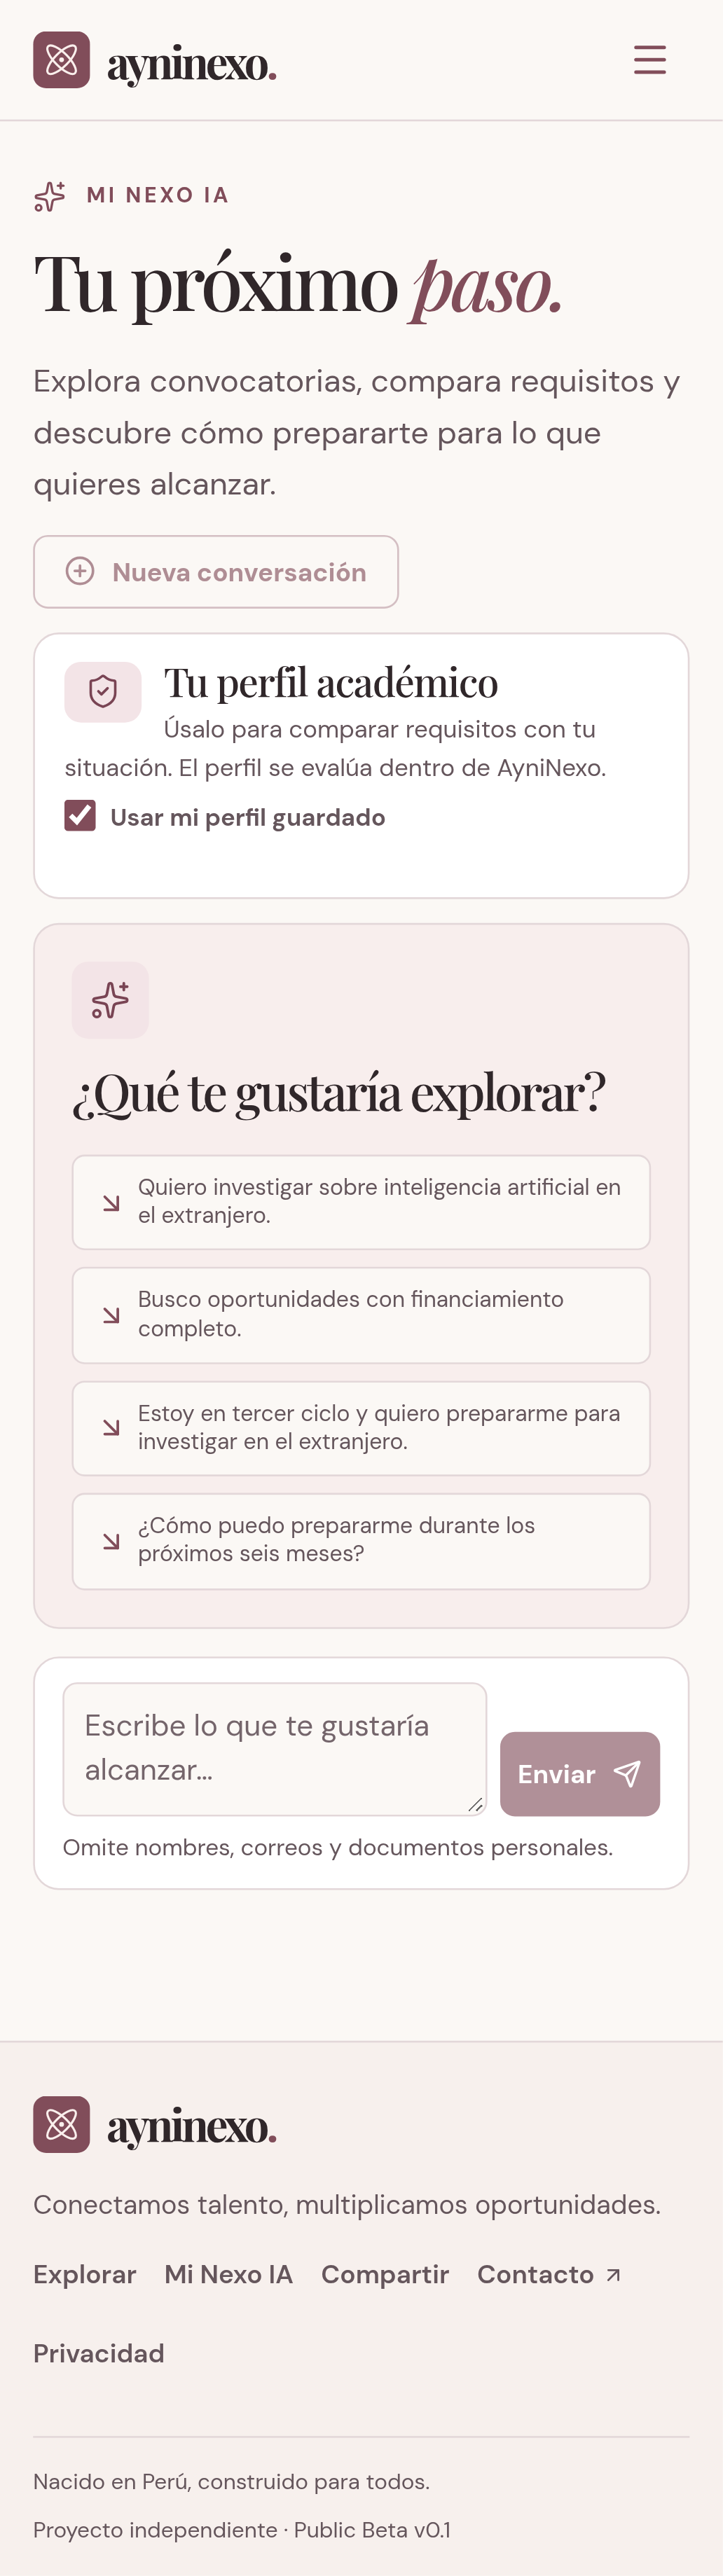 ayninexo.
MI NEXO IA
Tu próximo paso.
Explora convocatorias, compara requisitos y
descubre cómo prepararte para lo que
quieres alcanzar.
Nueva conversación
Tu perfil académico
Úsalo para comparar requisitos con tu
situación. El perfil se evalúa dentro de AyniNexo.
Usar mi perfil guardado
¿Qué te gustaría explorar?
Quiero investigar sobre inteligencia artificial en
el extranjero.
Busco oportunidades con financiamiento
completo.
Estoy en tercer ciclo y quiero prepararme para
investigar en el extranjero.
¿Cómo puedo prepararme durante los
próximos seis meses?
Escribe lo que te gustaría
alcanzar...
Enviar
Omite nombres, correos y documentos personales.
ayninexo.
Conectamos talento, multiplicamos oportunidades.
Explorar Mi Nexo IA Compartir Contacto
Privacidad
Nacido en Perú, construido para todos.
Proyecto independiente · Public Beta v0.1